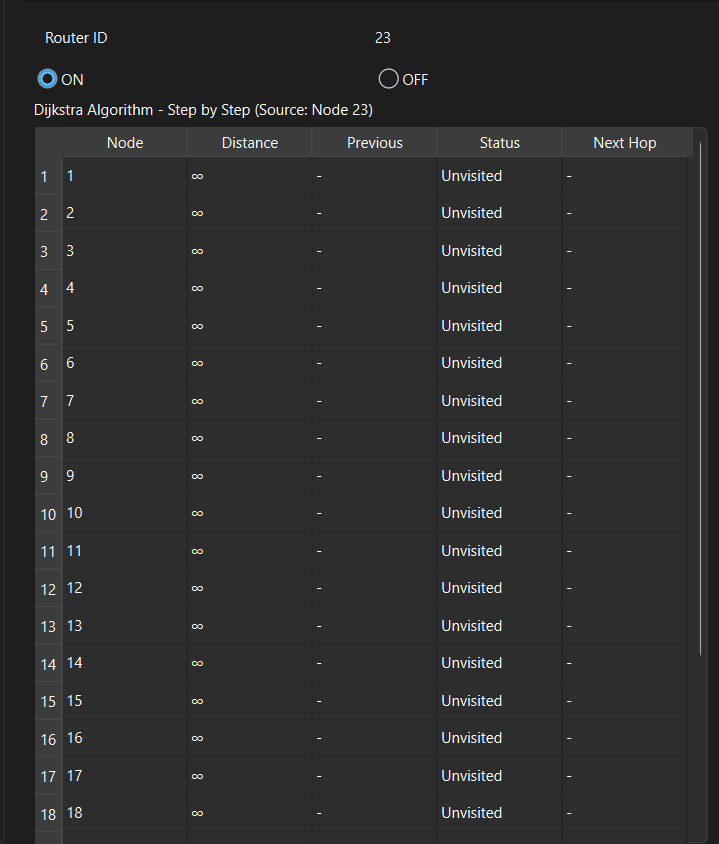 Router ID 23
ON OFF
Dijkstra Algorithm - Step by Step (Source: Node 23)
Node Distance Previous Status Next Hop
1 1 ∞ - Unvisited -
2 2 ∞ - Unvisited -
3 3 ∞ - Unvisited -
4 4 ∞ - Unvisited -
5 5 ∞ - Unvisited -
6 6 ∞ - Unvisited -
7 7 ∞ - Unvisited -
8 8 ∞ - Unvisited -
9 9 ∞ - Unvisited -
10 10 ∞ - Unvisited -
11 11 ∞ - Unvisited -
12 12 ∞ - Unvisited -
13 13 ∞ - Unvisited -
14 14 ∞ - Unvisited -
15 15 ∞ - Unvisited -
16 16 ∞ - Unvisited -
17 17 ∞ - Unvisited -
18 18 ∞ - Unvisited -